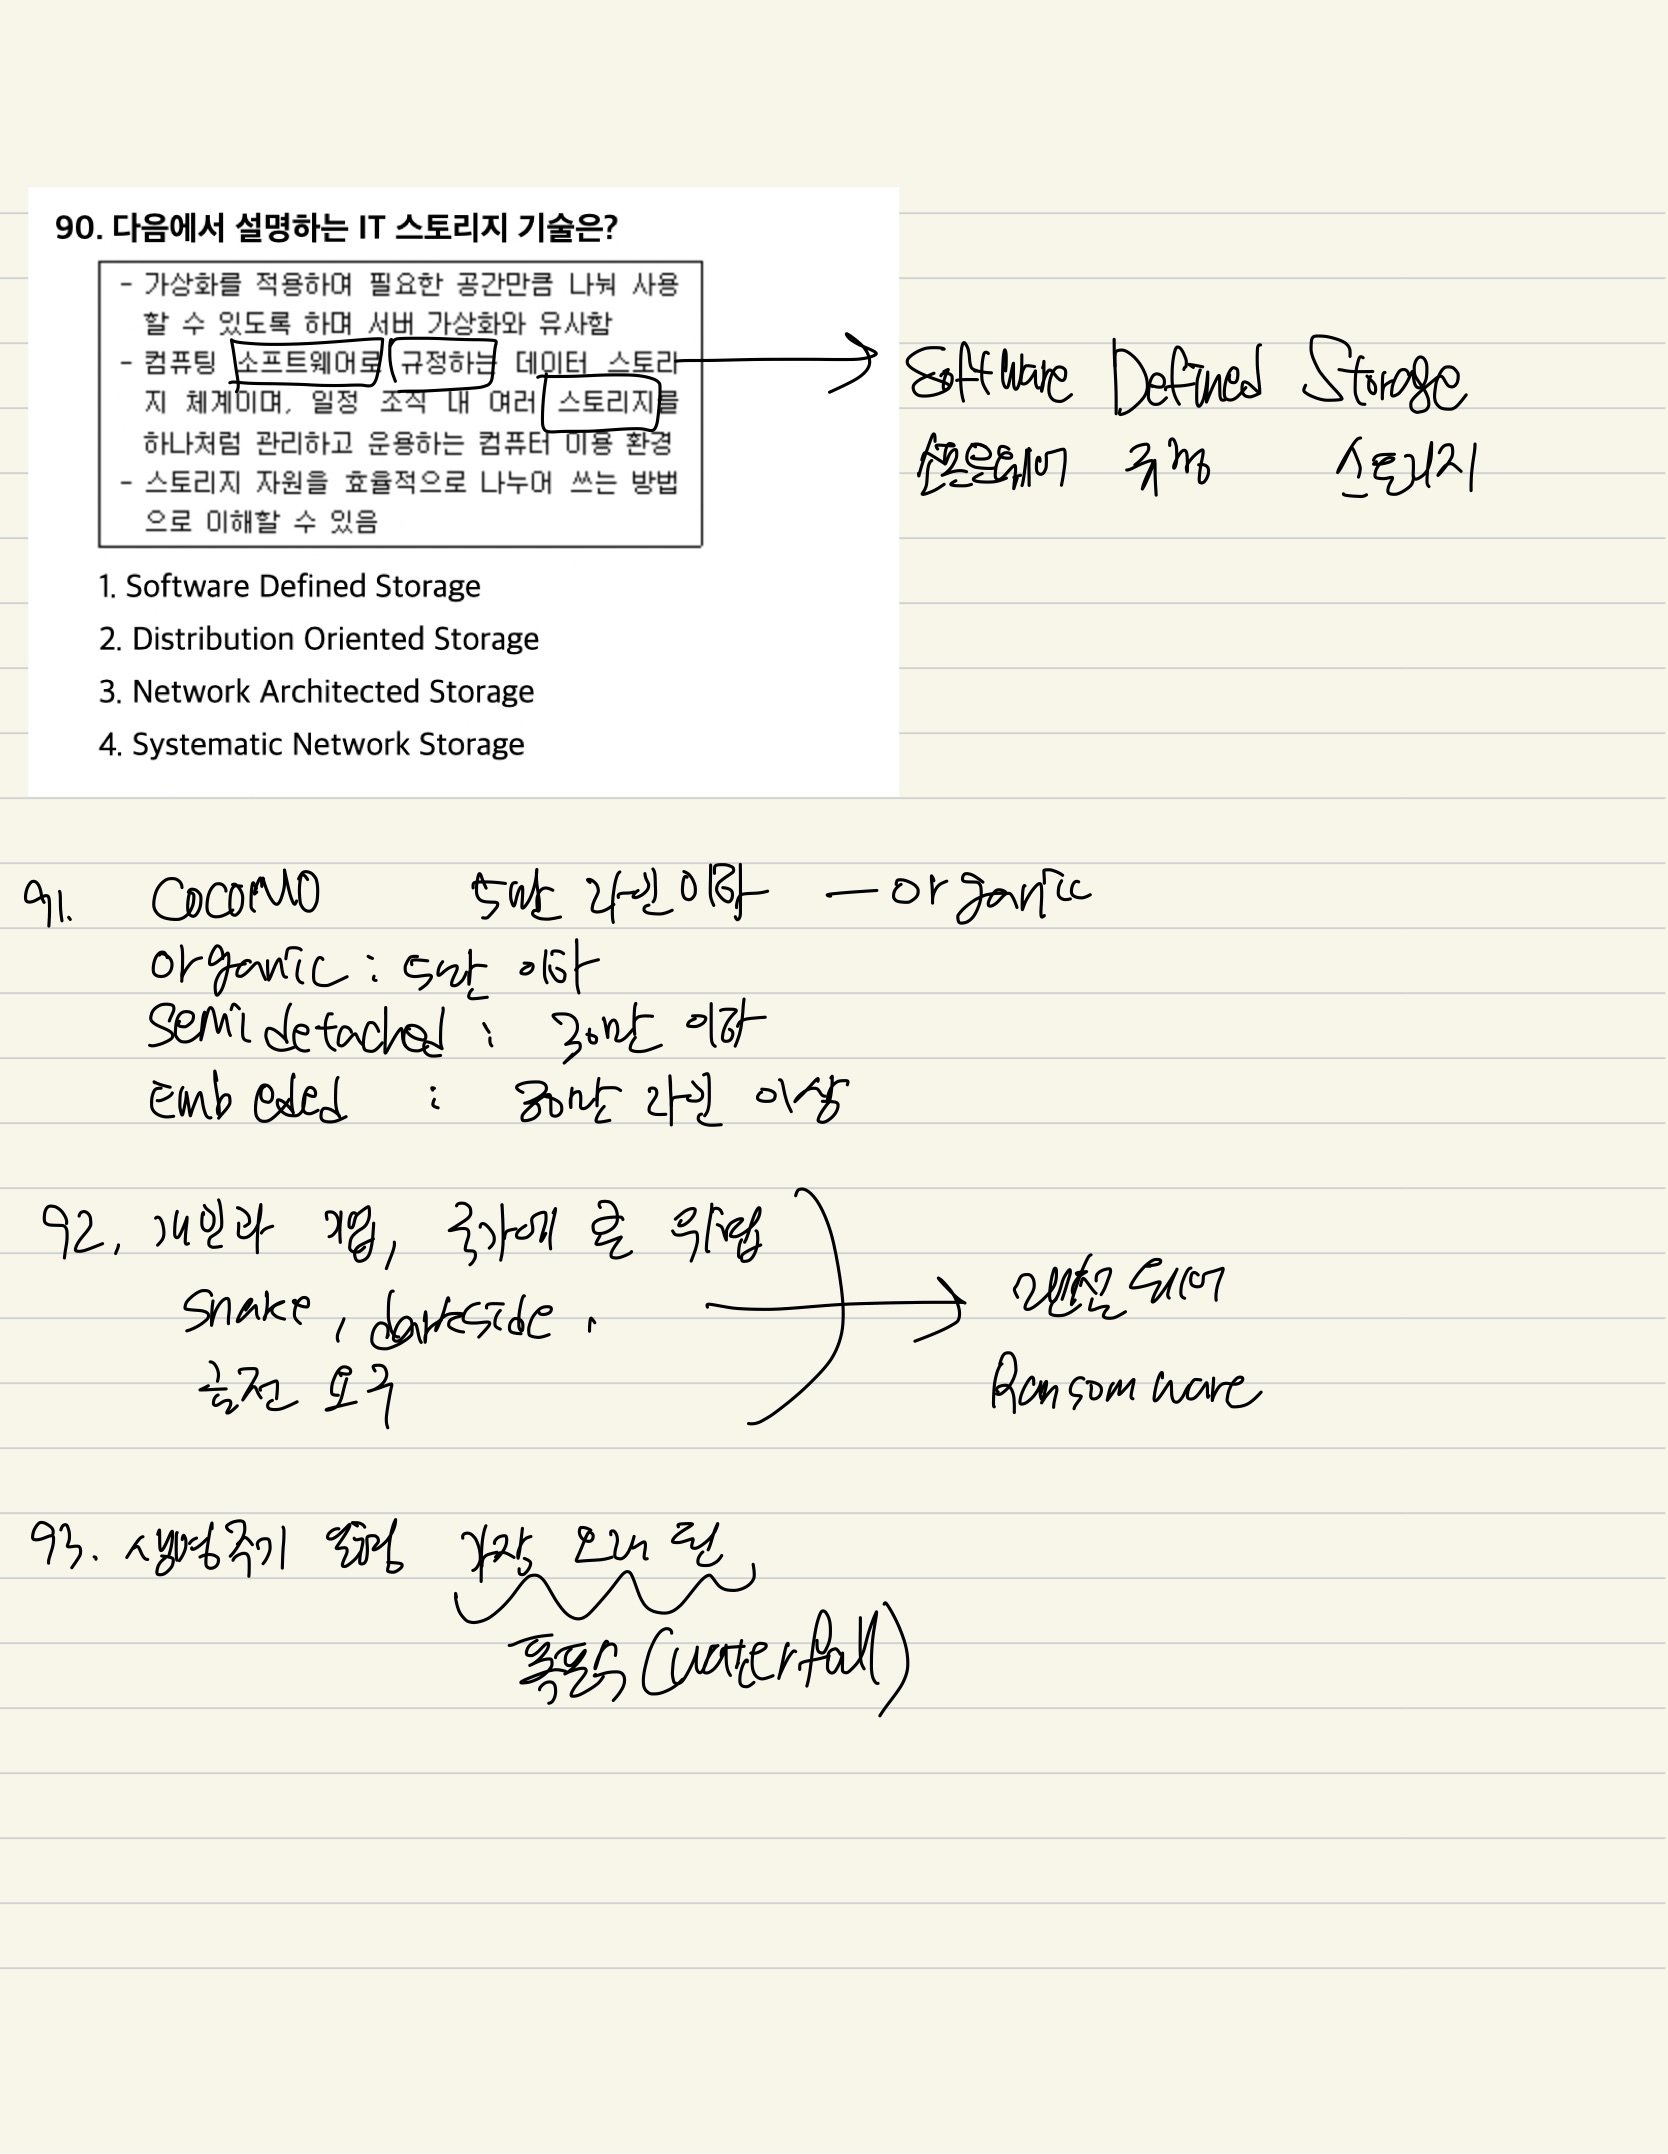 90. 다음에서 설명하는 IT 스토리지 기술은?
- 가상화를 적용하여 필요한 공간만큼 나눠 사용
할 수 있도록 하며 서버 가상화와 유사함
- 컴퓨팅 소프트웨어로 규정하는 데이터 스토리
지 체계이며, 일정 조직 내 여러 스토리지를
하나처럼 관리하고 운용하는 컴퓨터 이용 환경
- 스토리지 자원을 효율적으로 나누어 쓰는 방법
으로 이해할 수 있음
1. Software Defined Storage
2. Distribution Oriented Storage
3. Network Architected Storage
4. Systematic Network Storage
Software Defined Storage
소프트웨어 규정 스토리지
91. COCOMO 5만 라인 이하 - organic
organic : 5만 이하
Semi detached : 30만 이하
Embeded : 30만 라인 이상
92. 개인과 기업, 국가에 큰 위협
Snake, darkside,
금전 요구
랜섬웨어
Ransomware
93. 생명주기 모형 가장 오래된
폭포수 (waterfall)